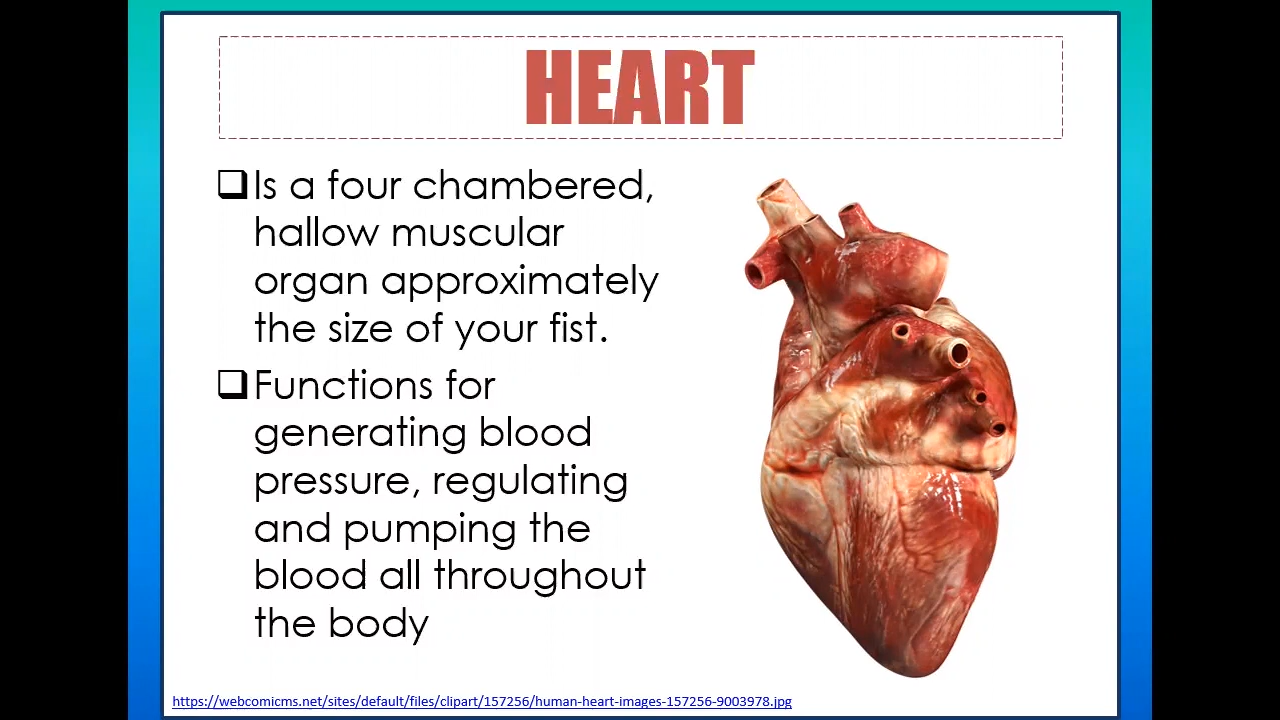 HEART
Is a four chambered,
hallow muscular
organ approximately
the size of your fist.
Functions for
generating blood
pressure, regulating
and pumping the
blood all throughout
the body
https://webcomicms.net/sites/default/files/clipart/157256/human-heart-images-157256-9003978.jpg